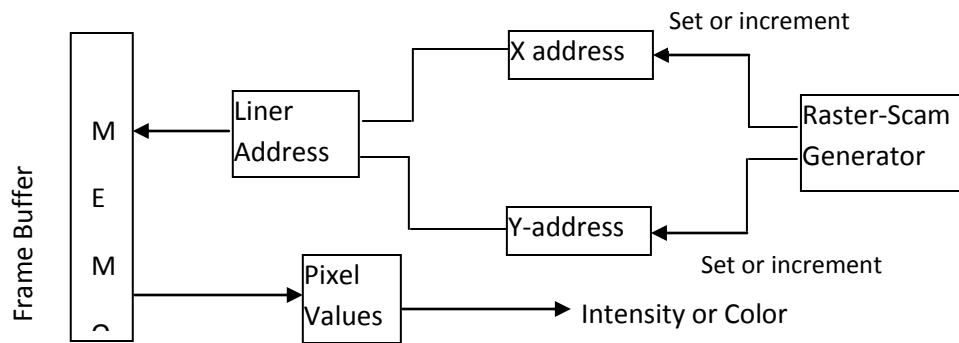 Set or increment
X address
Liner
Address
Raster-Scam
Generator
Frame Buffer
M
E
M
Y-address
Set or increment
Pixel
Values
Intensity or Color